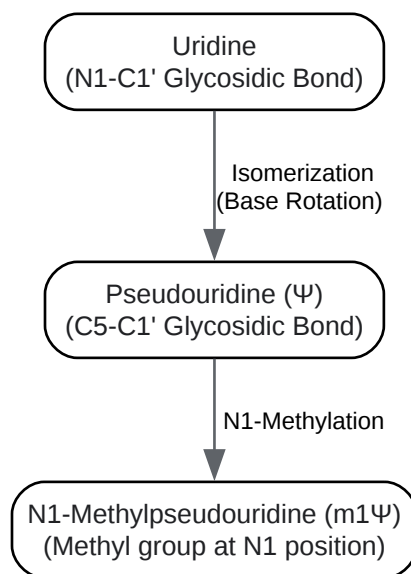 Uridine
(N1-C1' Glycosidic Bond)
Isomerization
(Base Rotation)
Pseudouridine (Ψ)
(C5-C1' Glycosidic Bond)
N1-Methylation
N1-Methylpseudouridine (m1Ψ)
(Methyl group at N1 position)